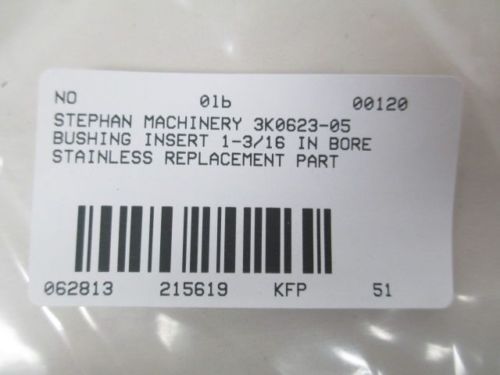 NO 0lb 00120
STEPHAN MACHINERY 3K0623-05
BUSHING INSERT 1-3/16 IN BORE
STAINLESS REPLACEMENT PART
062813 215619 KFP 51